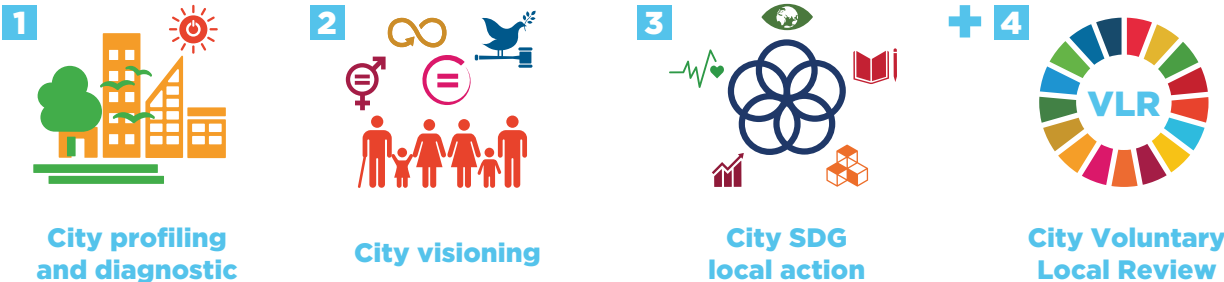 1
2
3
+ 4
VLR
City profiling
and diagnostic
City visioning
City SDG
local action
City Voluntary
Local Review